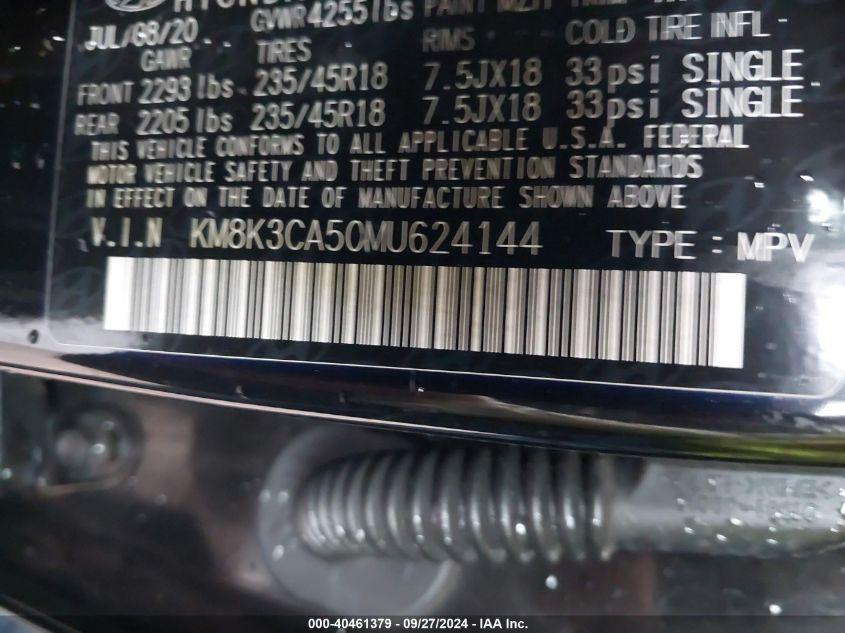 HYUNDAI
JUL/08/20 GVWR 4255 lbs PAINT
GAWR TIRES RIMS COLD TIRE INFL.
FRONT 2293 lbs 235/45R18 7.5JX18 33psi SINGLE
REAR 2205 lbs 235/45R18 7.5JX18 33psi SINGLE
THIS VEHICLE CONFORMS TO ALL APPLICABLE U.S.A. FEDERAL
MOTOR VEHICLE SAFETY AND THEFT PREVENTION STANDARDS
IN EFFECT ON THE DATE OF MANUFACTURE SHOWN ABOVE
V.I.N KM8K3CA50MU624144 TYPE : MPV
000-40461379 - 09/27/2024 - IAA Inc.